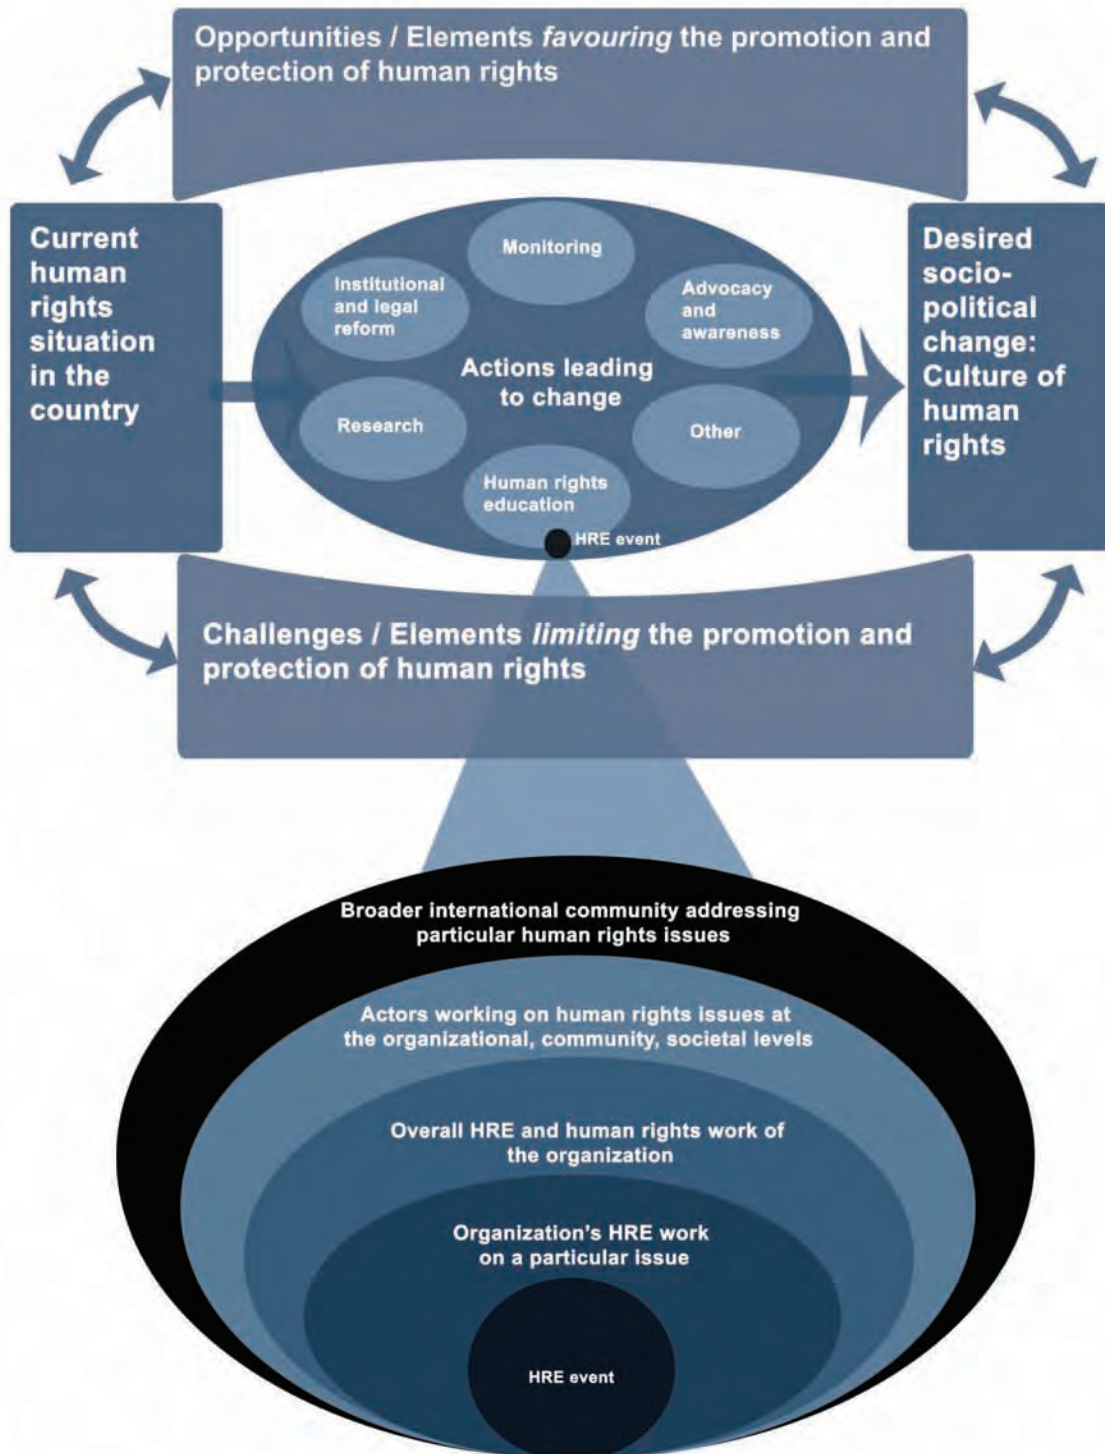 Opportunities / Elements favouring the promotion and
protection of human rights
Current
human
rights
situation
in the
country
Monitoring
Institutional
and legal
reform
Advocacy
and
awareness
Actions leading
to change
Research
Other
Human rights
education
HRE event
Desired
socio-
political
change:
Culture of
human
rights
Challenges / Elements limiting the promotion and
protection of human rights
Broader international community addressing
particular human rights issues
Actors working on human rights issues at
the organizational, community, societal levels
Overall HRE and human rights work of
the organization
Organization's HRE work
on a particular issue
HRE event